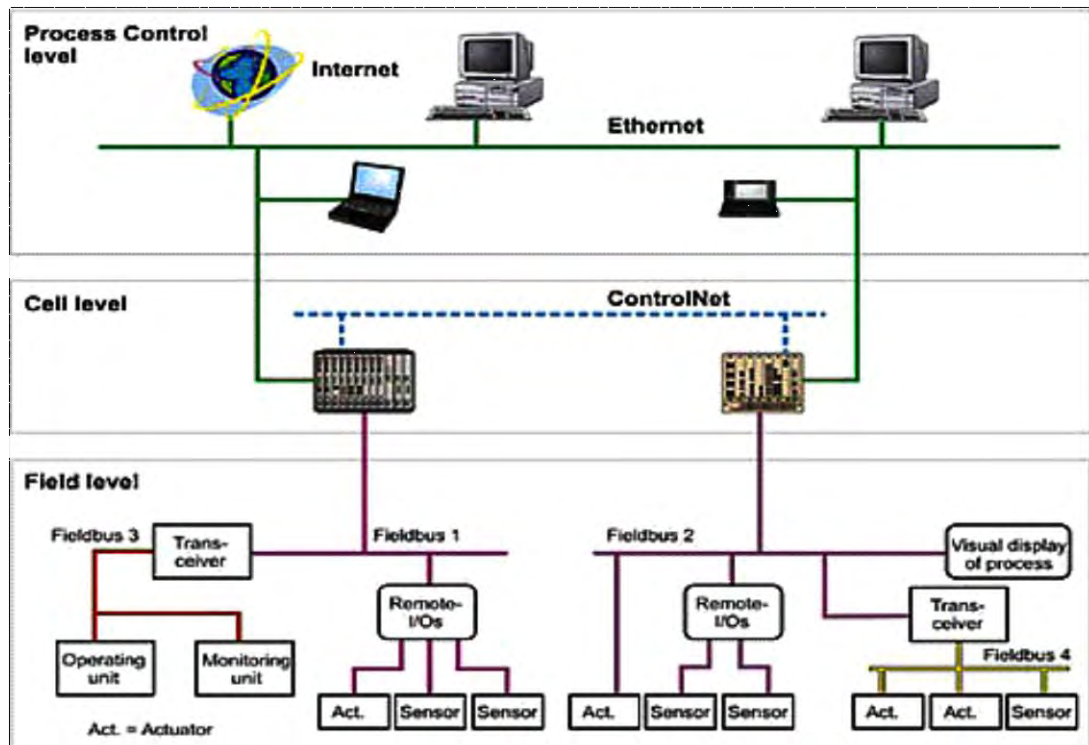 Process Control
level
Internet
Ethernet
Cell level
ControlNet
Field level
Fieldbus 3
Trans-
ceiver
Fieldbus 1
Fieldbus 2
Visual display
of process
Remote-
I/Os
Remote-
I/Os
Trans-
ceiver
Operating
unit
Monitoring
unit
Fieldbus 4
Act.
Sensor
Sensor
Act.
Sensor
Sensor
Act.
Act.
Sensor
Act. = Actuator